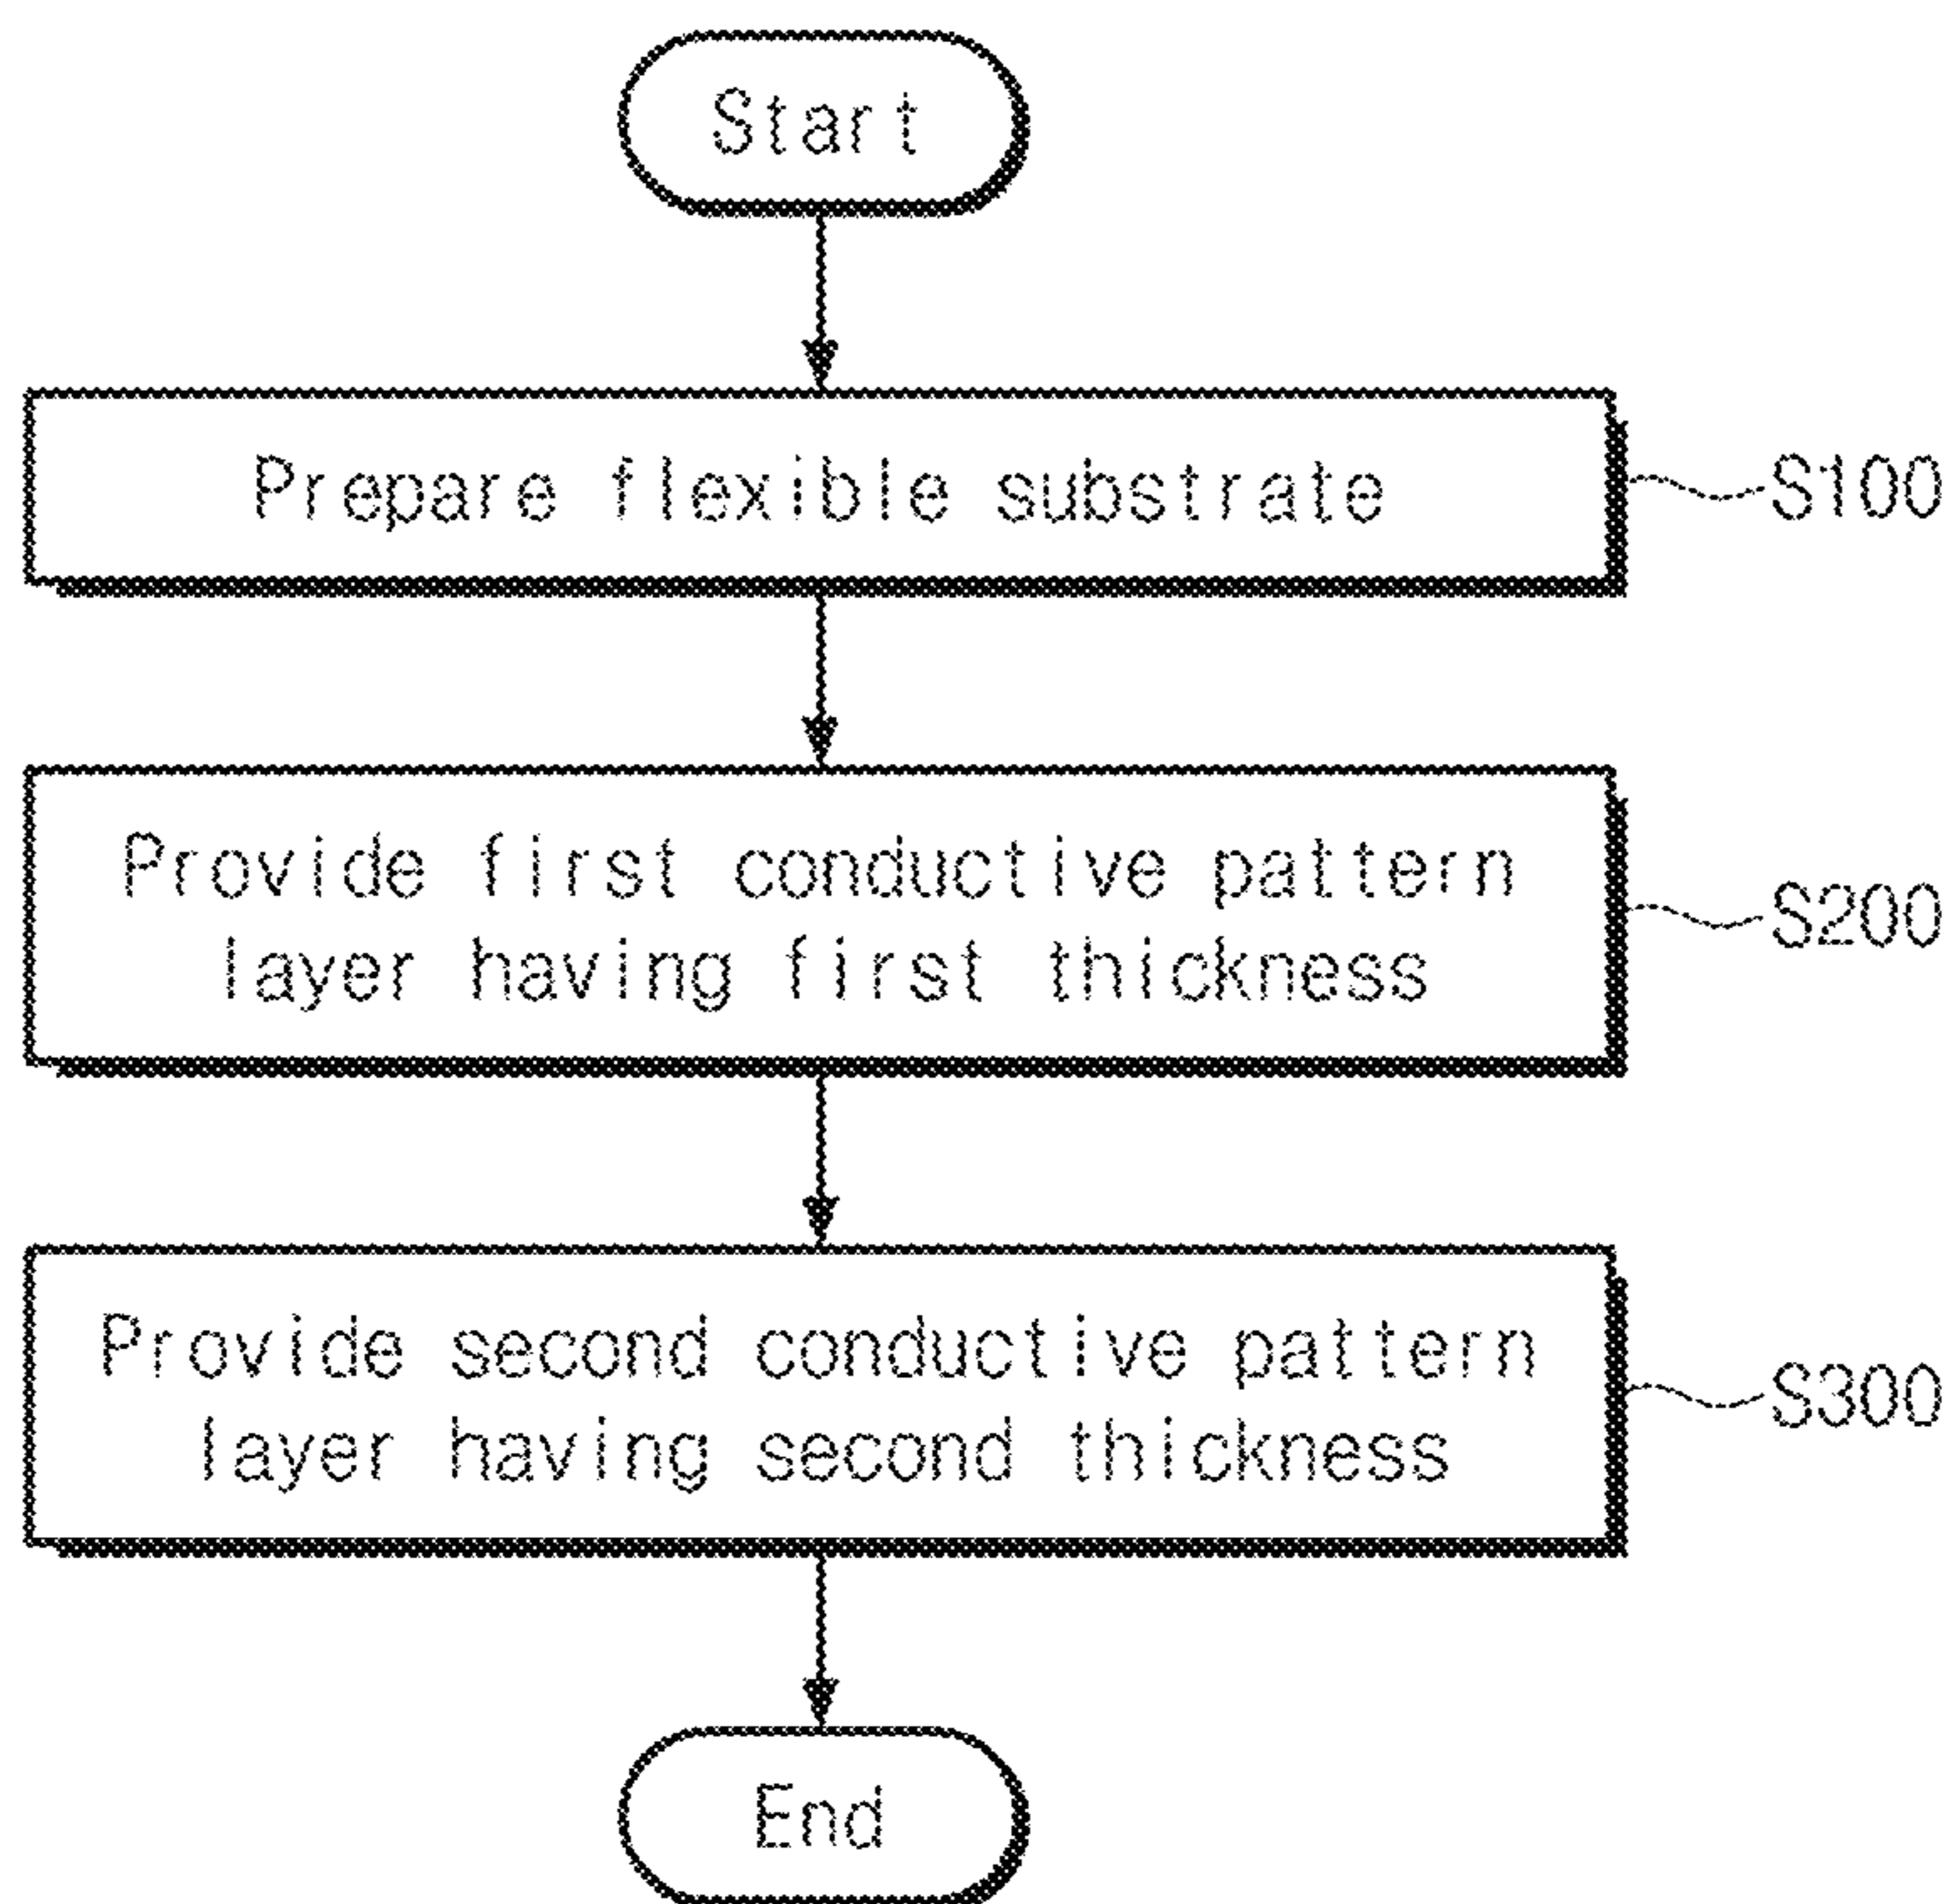 Start
Prepare flexible substrate
S100
Provide first conductive pattern
layer having first thickness
S200
Provide second conductive pattern
layer having second thickness
S300
End